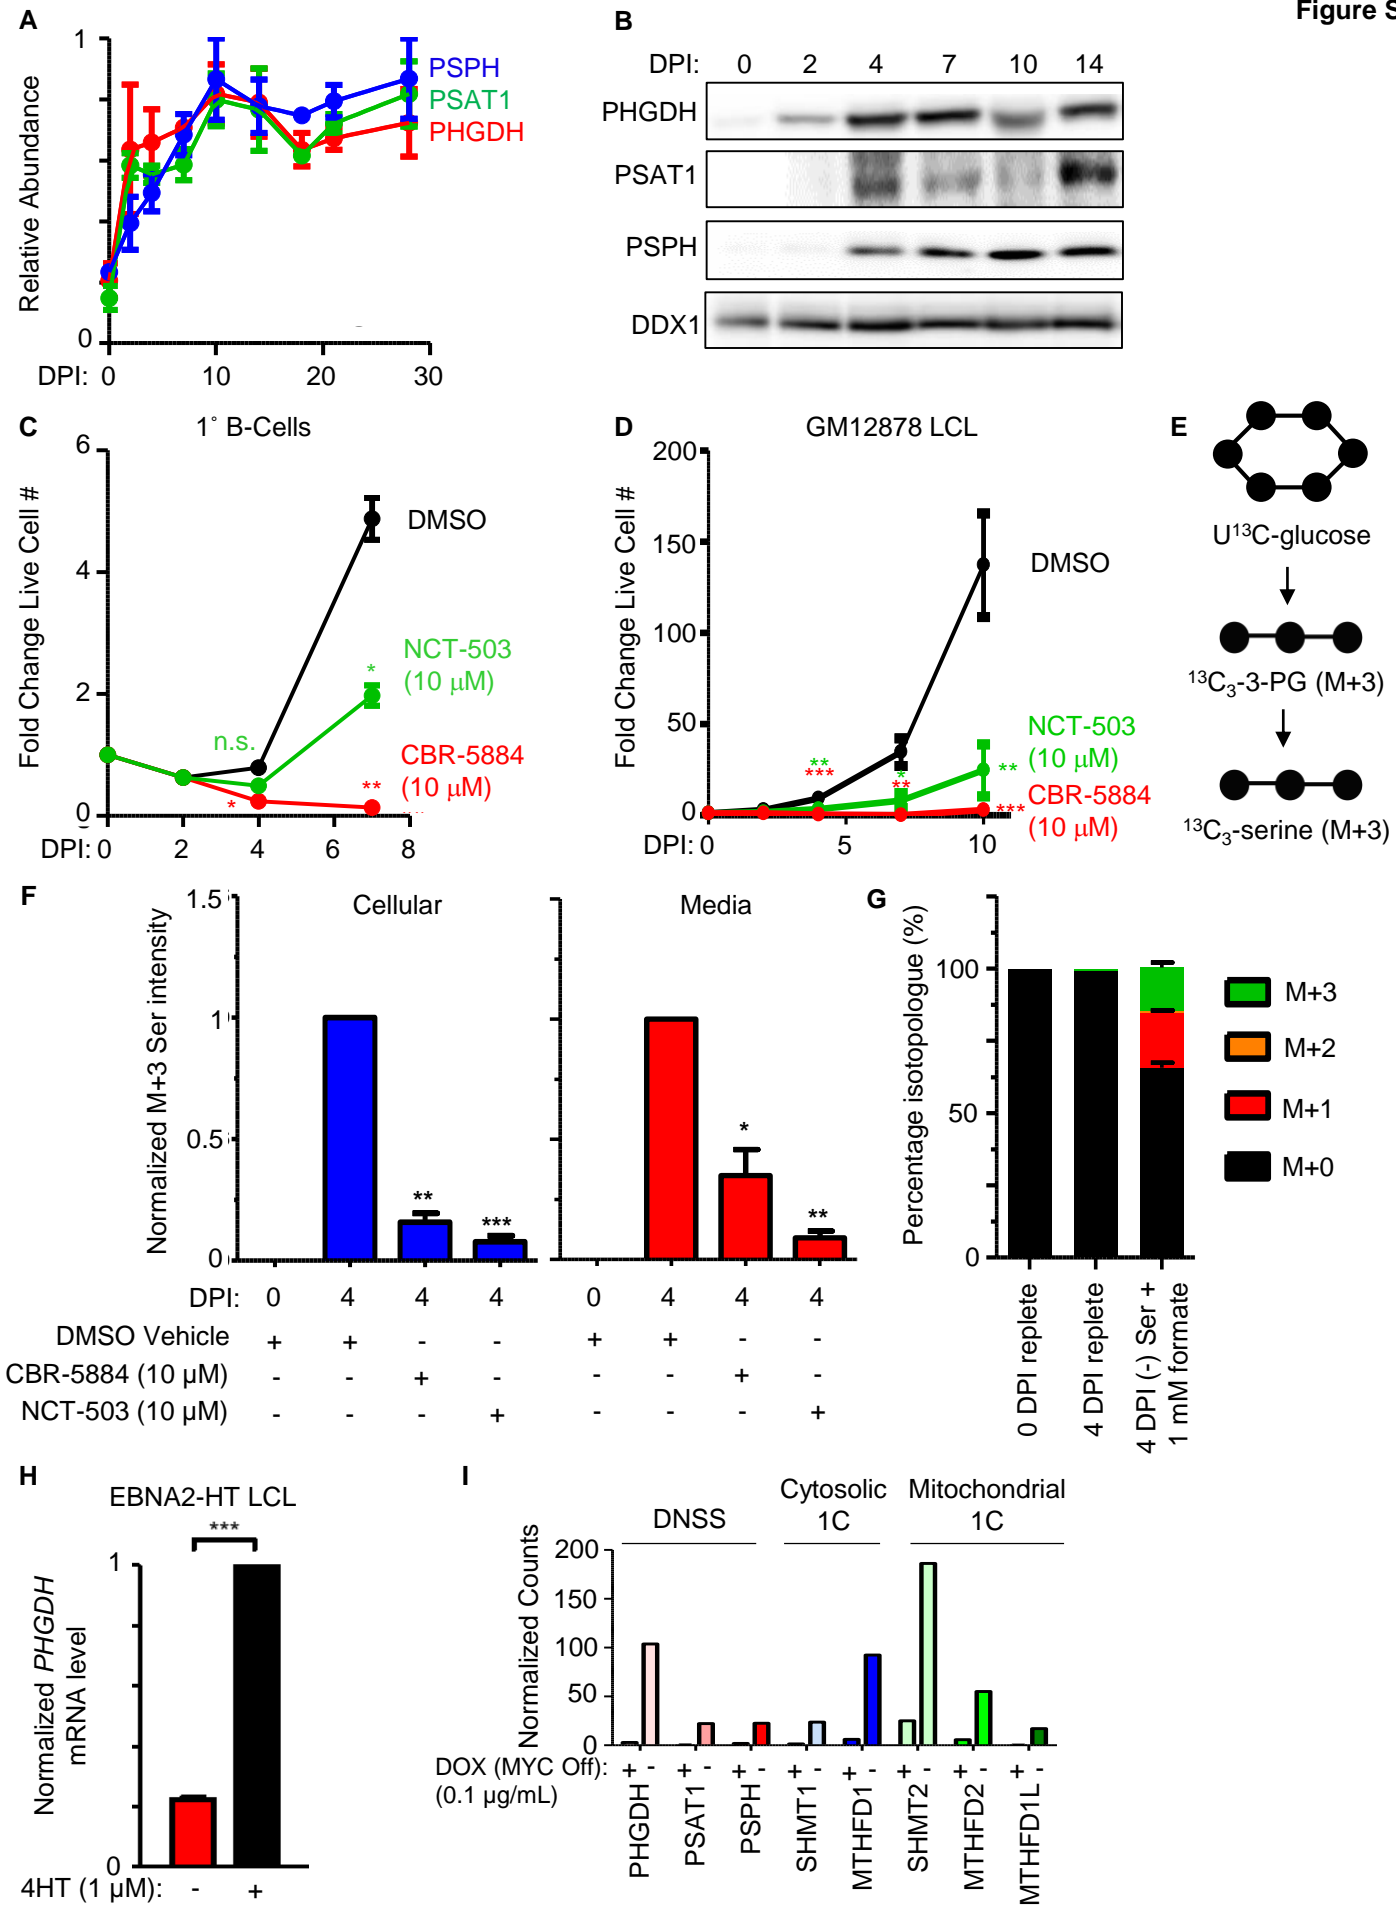 Figure S
A
1
0
Relative Abundance
PSPH
PSAT1
PHGDH
DPI: 0 10 20 30
B
DPI: 0 2 4 7 10 14
PHGDH
PSAT1
PSPH
DDX1
C
1° B-Cells
6
4
2
0
Fold Change Live Cell #
DMSO
NCT-503
(10 µM)
*
n.s.
CBR-5884
(10 µM)
**
*
DPI: 0 2 4 6 8
D
GM12878 LCL
200
150
100
50
0
Fold Change Live Cell #
DMSO
NCT-503
(10 µM)
**
***
*
**
**
CBR-5884
(10 µM)
***
DPI: 0 5 10
E
U¹³C-glucose
¹³C₃-3-PG (M+3)
¹³C₃-serine (M+3)
F
Normalized M+3 Ser intensity
1.5
1
0.5
0
Cellular
**
***
Media
*
**
DPI: 0 4 4 4 0 4 4 4
DMSO Vehicle + + - - + + - -
CBR-5884 (10 µM) - - + - - - + -
NCT-503 (10 µM) - - - + - - - +
G
Percentage isotopologue (%)
100
50
0
M+3
M+2
M+1
M+0
0 DPI replete
4 DPI replete
4 DPI (-) Ser +
1 mM formate
H
EBNA2-HT LCL
***
1
0
Normalized PHGDH
mRNA level
4HT (1 µM): - +
I
DNSS
Cytosolic
1C
Mitochondrial
1C
Normalized Counts
200
150
100
50
0
DOX (MYC Off): + - + - + - + - + - + - + - + -
(0.1 µg/mL)
PHGDH
PSAT1
PSPH
SHMT1
MTHFD1
SHMT2
MTHFD2
MTHFD1L